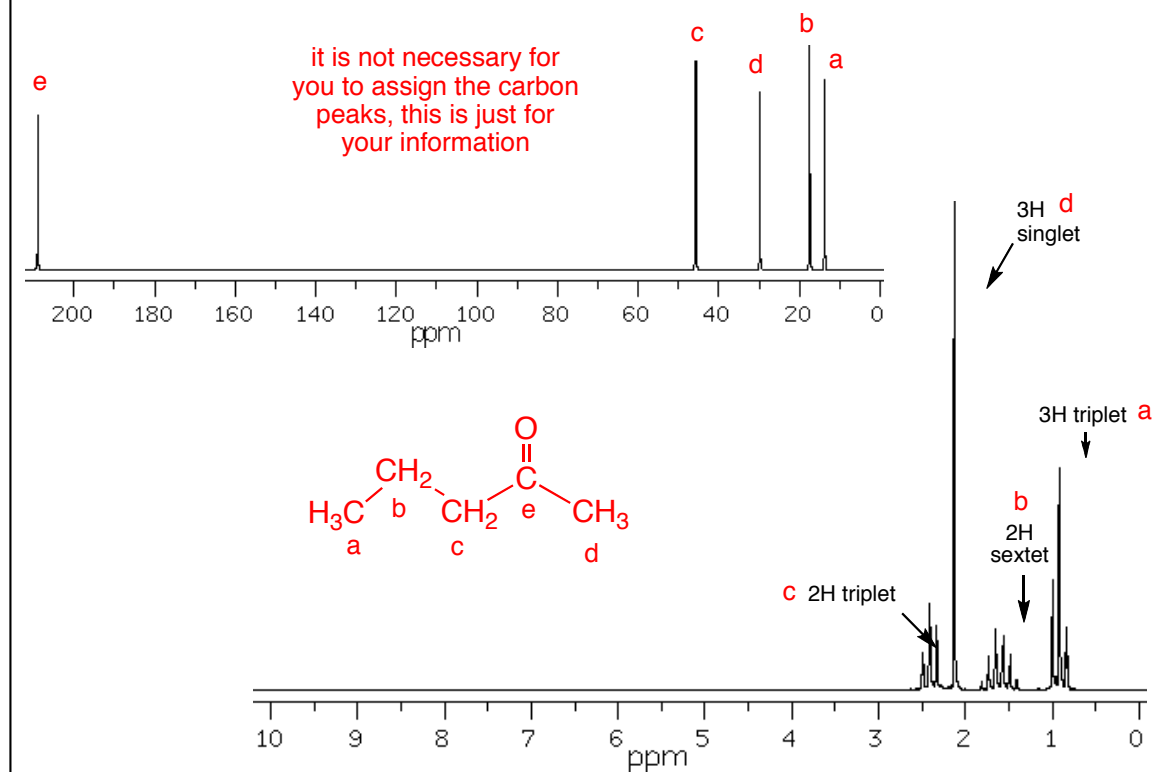 e
it is not necessary for
you to assign the carbon
peaks, this is just for
your information
c
d
b
a
200 180 160 140 120 100 80 60 40 20 0
ppm
3H d
singlet
3H triplet a
b
2H
sextet
c 2H triplet
O
CH2 C
H3C b CH2 e CH3
a c d
10 9 8 7 6 5 4 3 2 1 0
ppm